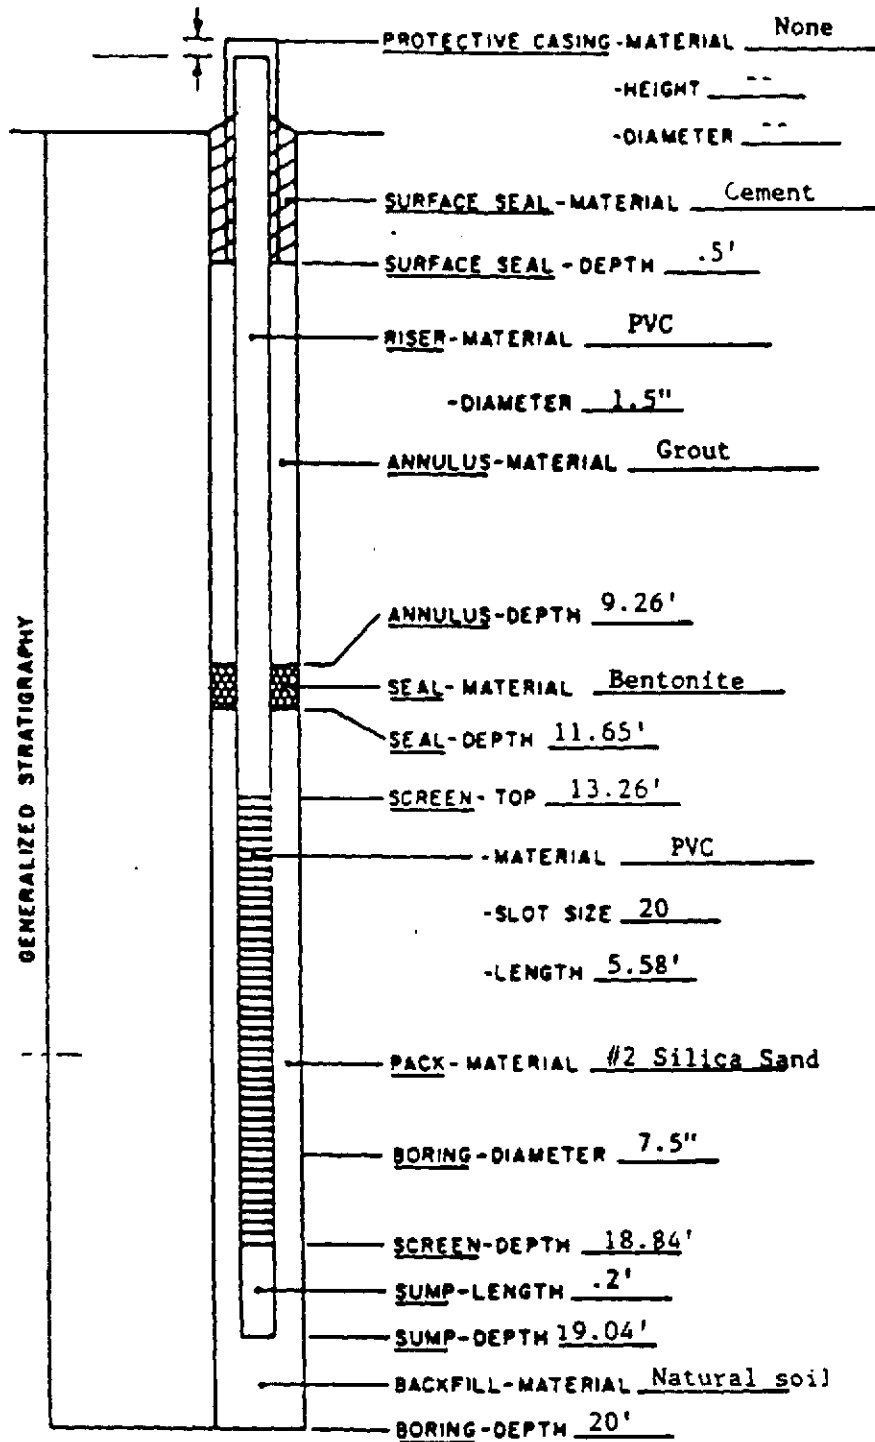 PROTECTIVE CASING-MATERIAL None
-HEIGHT --
-DIAMETER --
SURFACE SEAL-MATERIAL Cement
SURFACE SEAL-DEPTH .5'
RISER-MATERIAL PVC
-DIAMETER 1.5"
ANNULUS-MATERIAL Grout
ANNULUS-DEPTH 9.26'
SEAL-MATERIAL Bentonite
SEAL-DEPTH 11.65'
SCREEN-TOP 13.26'
-MATERIAL PVC
-SLOT SIZE 20
-LENGTH 5.58'
PACK-MATERIAL #2 Silica Sand
BORING-DIAMETER 7.5"
SCREEN-DEPTH 18.84'
SUMP-LENGTH .2'
SUMP-DEPTH 19.04'
BACKFILL-MATERIAL Natural soil
BORING-DEPTH 20'
GENERALIZED STRATIGRAPHY